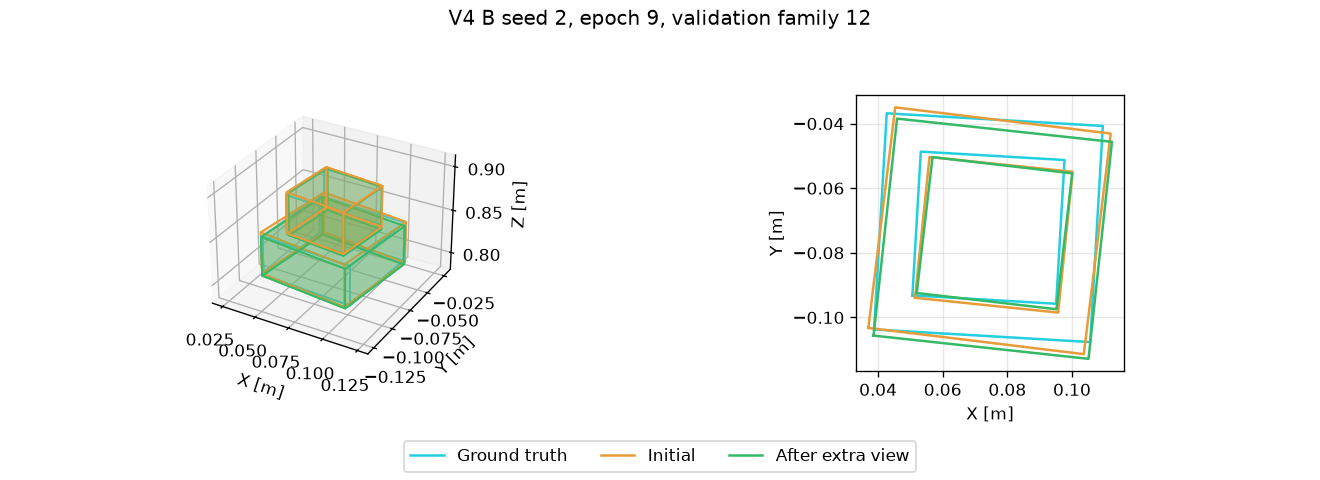 V4 B seed 2, epoch 9, validation family 12
0.90
0.85
0.80
Z [m]
−0.025
−0.050
−0.075
−0.100
−0.125
Y [m]
0.025
0.050
0.075
0.100
0.125
X [m]
−0.04
−0.06
−0.08
−0.10
Y [m]
0.04 0.06 0.08 0.10
X [m]
Ground truth Initial After extra view